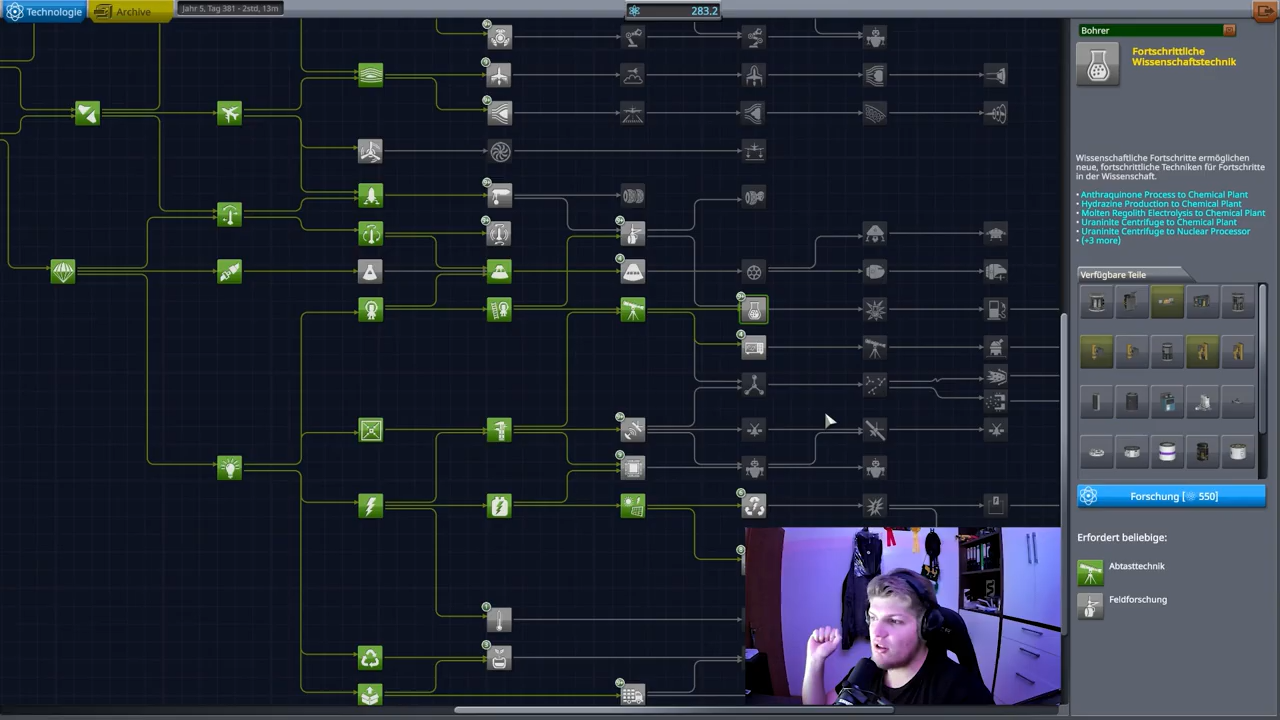 Technologie
Archive
Jahr 5, Tag 381 - 2std, 13m
283.2
Bohrer
Fortschrittliche
Wissenschaftstechnik
Wissenschaftliche Fortschritte ermöglichen
neue, fortschrittliche Techniken für Fortschritte
in der Wissenschaft.
• Anthraquinone Process to Chemical Plant
• Hydrazine Production to Chemical Plant
• Molten Regolith Electrolysis to Chemical Plant
• Uraninite Centrifuge to Chemical Plant
• Uraninite Centrifuge to Nuclear Processor
• (+3 more)
Verfügbare Teile
Forschung [ 550]
Erfordert beliebige:
Abtasttechnik
Feldforschung